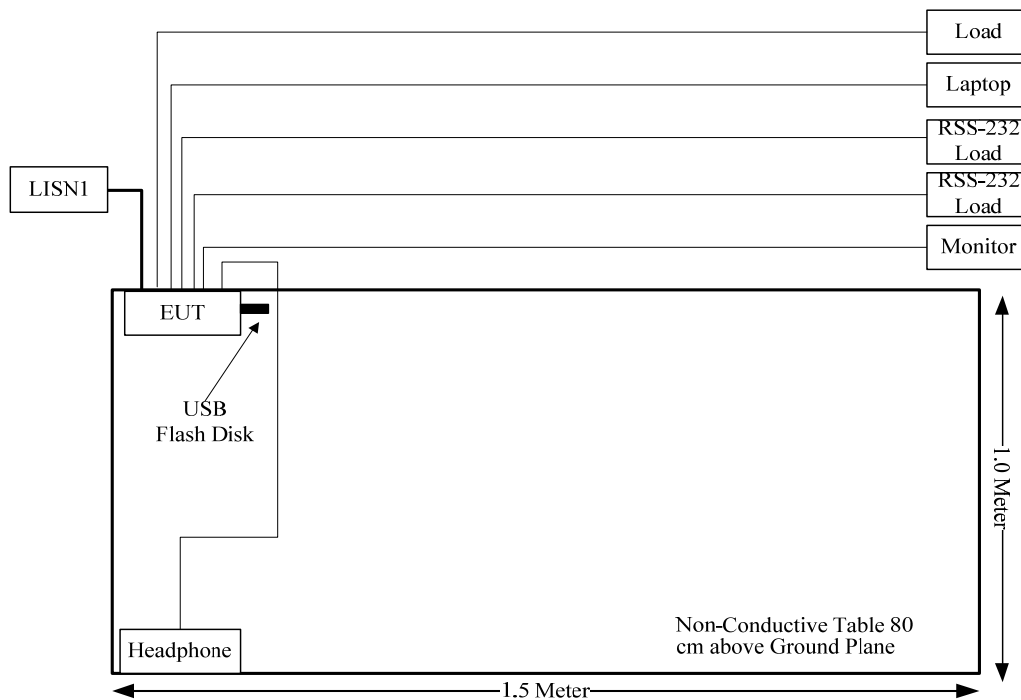 Load
Laptop
RSS-232
Load
LISN1
RSS-232
Load
Monitor
EUT
USB
Flash Disk
1.0 Meter
Non-Conductive Table 80
cm above Ground Plane
Headphone
1.5 Meter